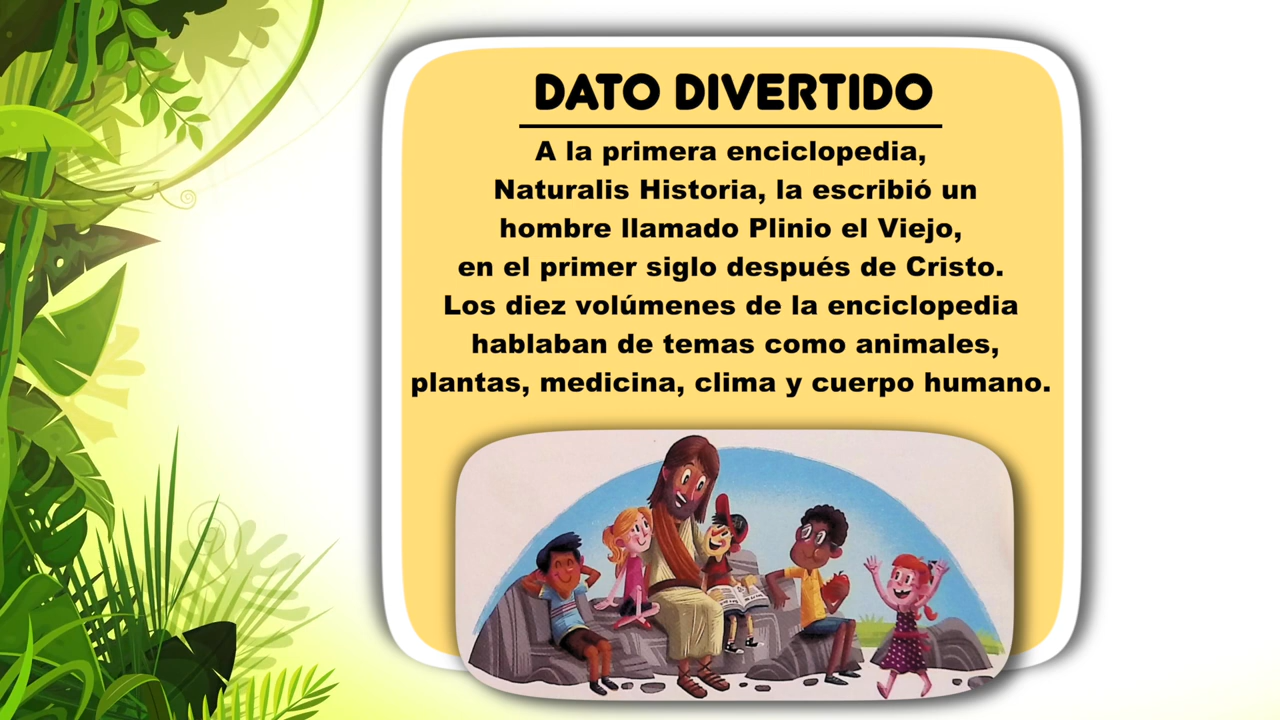 DATO DIVERTIDO
A la primera enciclopedia,
Naturalis Historia, la escribió un
hombre llamado Plinio el Viejo,
en el primer siglo después de Cristo.
Los diez volúmenes de la enciclopedia
hablaban de temas como animales,
plantas, medicina, clima y cuerpo humano.